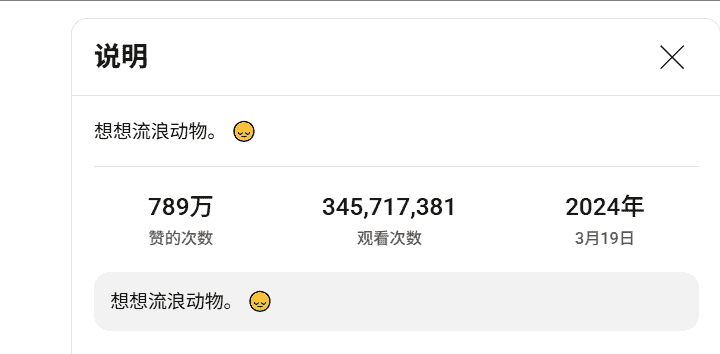 说明
想想流浪动物。 😔
789万 345,717,381 2024年
赞的次数 观看次数 3月19日
想想流浪动物。 😔